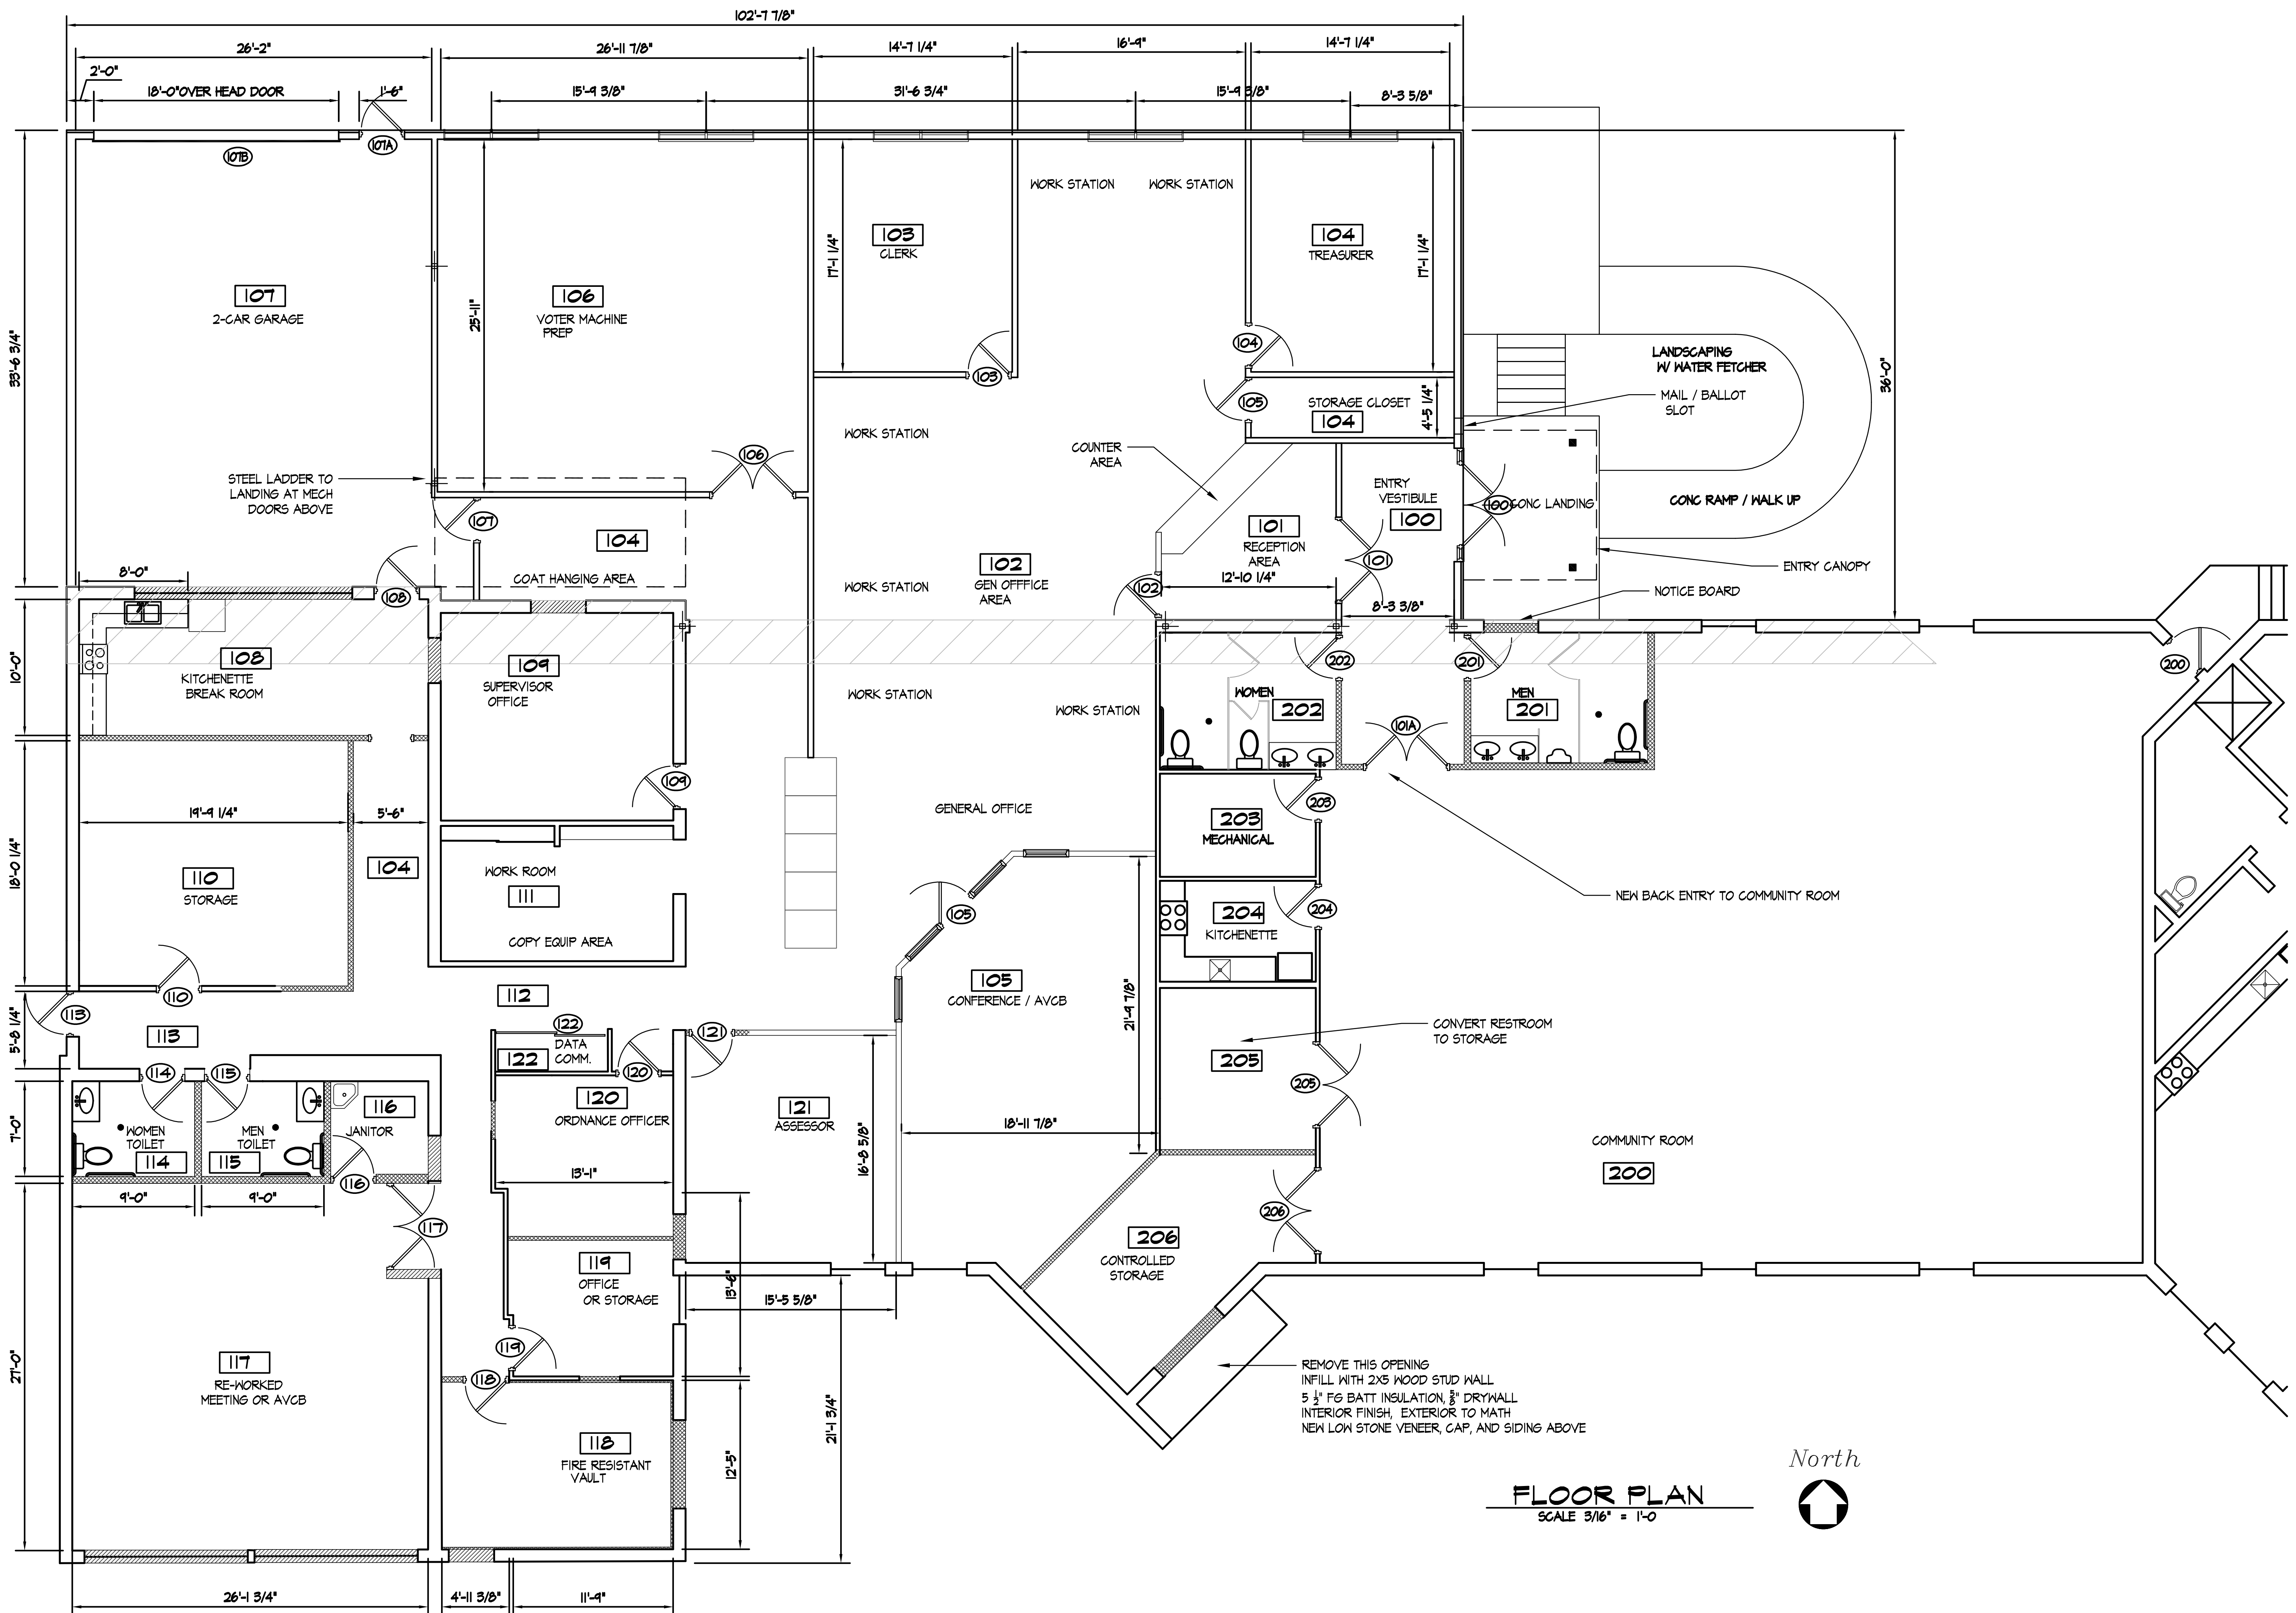 102'-7 7/8"
26'-2"
26'-11 7/8"
14'-7 1/4"
16'-9"
14'-7 1/4"
2'-0"
18'-0"OVER HEAD DOOR
1'-6"
15'-9 3/8"
31'-6 3/4"
15'-9 3/8"
8'-3 5/8"
107B
107A
33'-6 3/4"
107
2-CAR GARAGE
25'-11"
106
VOTER MACHINE
PREP
17'-1 1/4"
103
CLERK
103
WORK STATION
WORK STATION
104
TREASURER
17'-1 1/4"
104
105
STORAGE CLOSET
104
4'-5 1/4"
36'-0"
LANDSCAPING
W/ WATER FETCHER
MAIL / BALLOT
SLOT
WORK STATION
COUNTER
AREA
106
STEEL LADDER TO
LANDING AT MECH
DOORS ABOVE
107
104
COAT HANGING AREA
ENTRY
VESTIBULE
100
100
CONC LANDING
CONC RAMP / WALK UP
101
RECEPTION
AREA
101
12'-10 1/4"
102
GEN OFFFICE
AREA
WORK STATION
102
8'-3 3/8"
ENTRY CANOPY
NOTICE BOARD
8'-0"
108
10'-0"
108
KITCHENETTE
BREAK ROOM
109
SUPERVISOR
OFFICE
109
WORK STATION
WORK STATION
WOMEN
202
202
201
MEN
201
101A
200
GENERAL OFFICE
203
MECHANICAL
203
NEW BACK ENTRY TO COMMUNITY ROOM
18'-0 1/4"
19'-9 1/4"
5'-6"
104
110
STORAGE
110
WORK ROOM
111
COPY EQUIP AREA
105
204
KITCHENETTE
204
105
CONFERENCE / AVCB
21'-9 7/8"
18'-11 7/8"
113
5'-8 1/4"
113
112
122
DATA
COMM.
122
120
121
CONVERT RESTROOM
TO STORAGE
205
205
114
115
7'-0"
WOMEN
TOILET
114
MEN
TOILET
115
116
JANITOR
116
9'-0"
9'-0"
120
ORDNANCE OFFICER
13'-1"
121
ASSESSOR
16'-8 5/8"
COMMUNITY ROOM
200
117
206
206
CONTROLLED
STORAGE
119
OFFICE
OR STORAGE
13'-6"
15'-5 5/8"
119
27'-0"
117
RE-WORKED
MEETING OR AVCB
118
118
FIRE RESISTANT
VAULT
12'-5"
21'-1 3/4"
REMOVE THIS OPENING
INFILL WITH 2X5 WOOD STUD WALL
5 1/2" FG BATT INSULATION, 5/8" DRYWALL
INTERIOR FINISH, EXTERIOR TO MATH
NEW LOW STONE VENEER, CAP, AND SIDING ABOVE
North
FLOOR PLAN
SCALE 3/16" = 1'-0
26'-1 3/4"
4'-11 3/8"
11'-9"